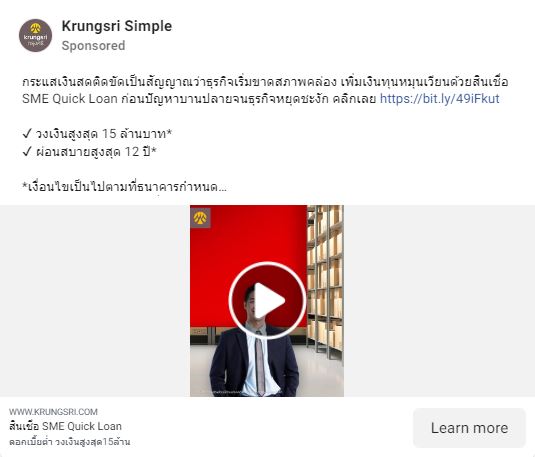 krungsri
กรุงศรี
Krungsri Simple
Sponsored
กระแสเงินสดติดขัดเป็นสัญญาณว่าธุรกิจเริ่มขาดสภาพคล่อง เพิ่มเงินทุนหมุนเวียนด้วยสินเชื่อ
SME Quick Loan ก่อนปัญหาบานปลายจนธุรกิจหยุดชะงัก คลิกเลย https://bit.ly/49iFkut
✓ วงเงินสูงสุด 15 ล้านบาท*
✓ ผ่อนสบายสูงสุด 12 ปี*
*เงื่อนไขเป็นไปตามที่ธนาคารกำหนด...
WWW.KRUNGSRI.COM
สินเชื่อ SME Quick Loan
ดอกเบี้ยต่ำ วงเงินสูงสุด15ล้าน
Learn more